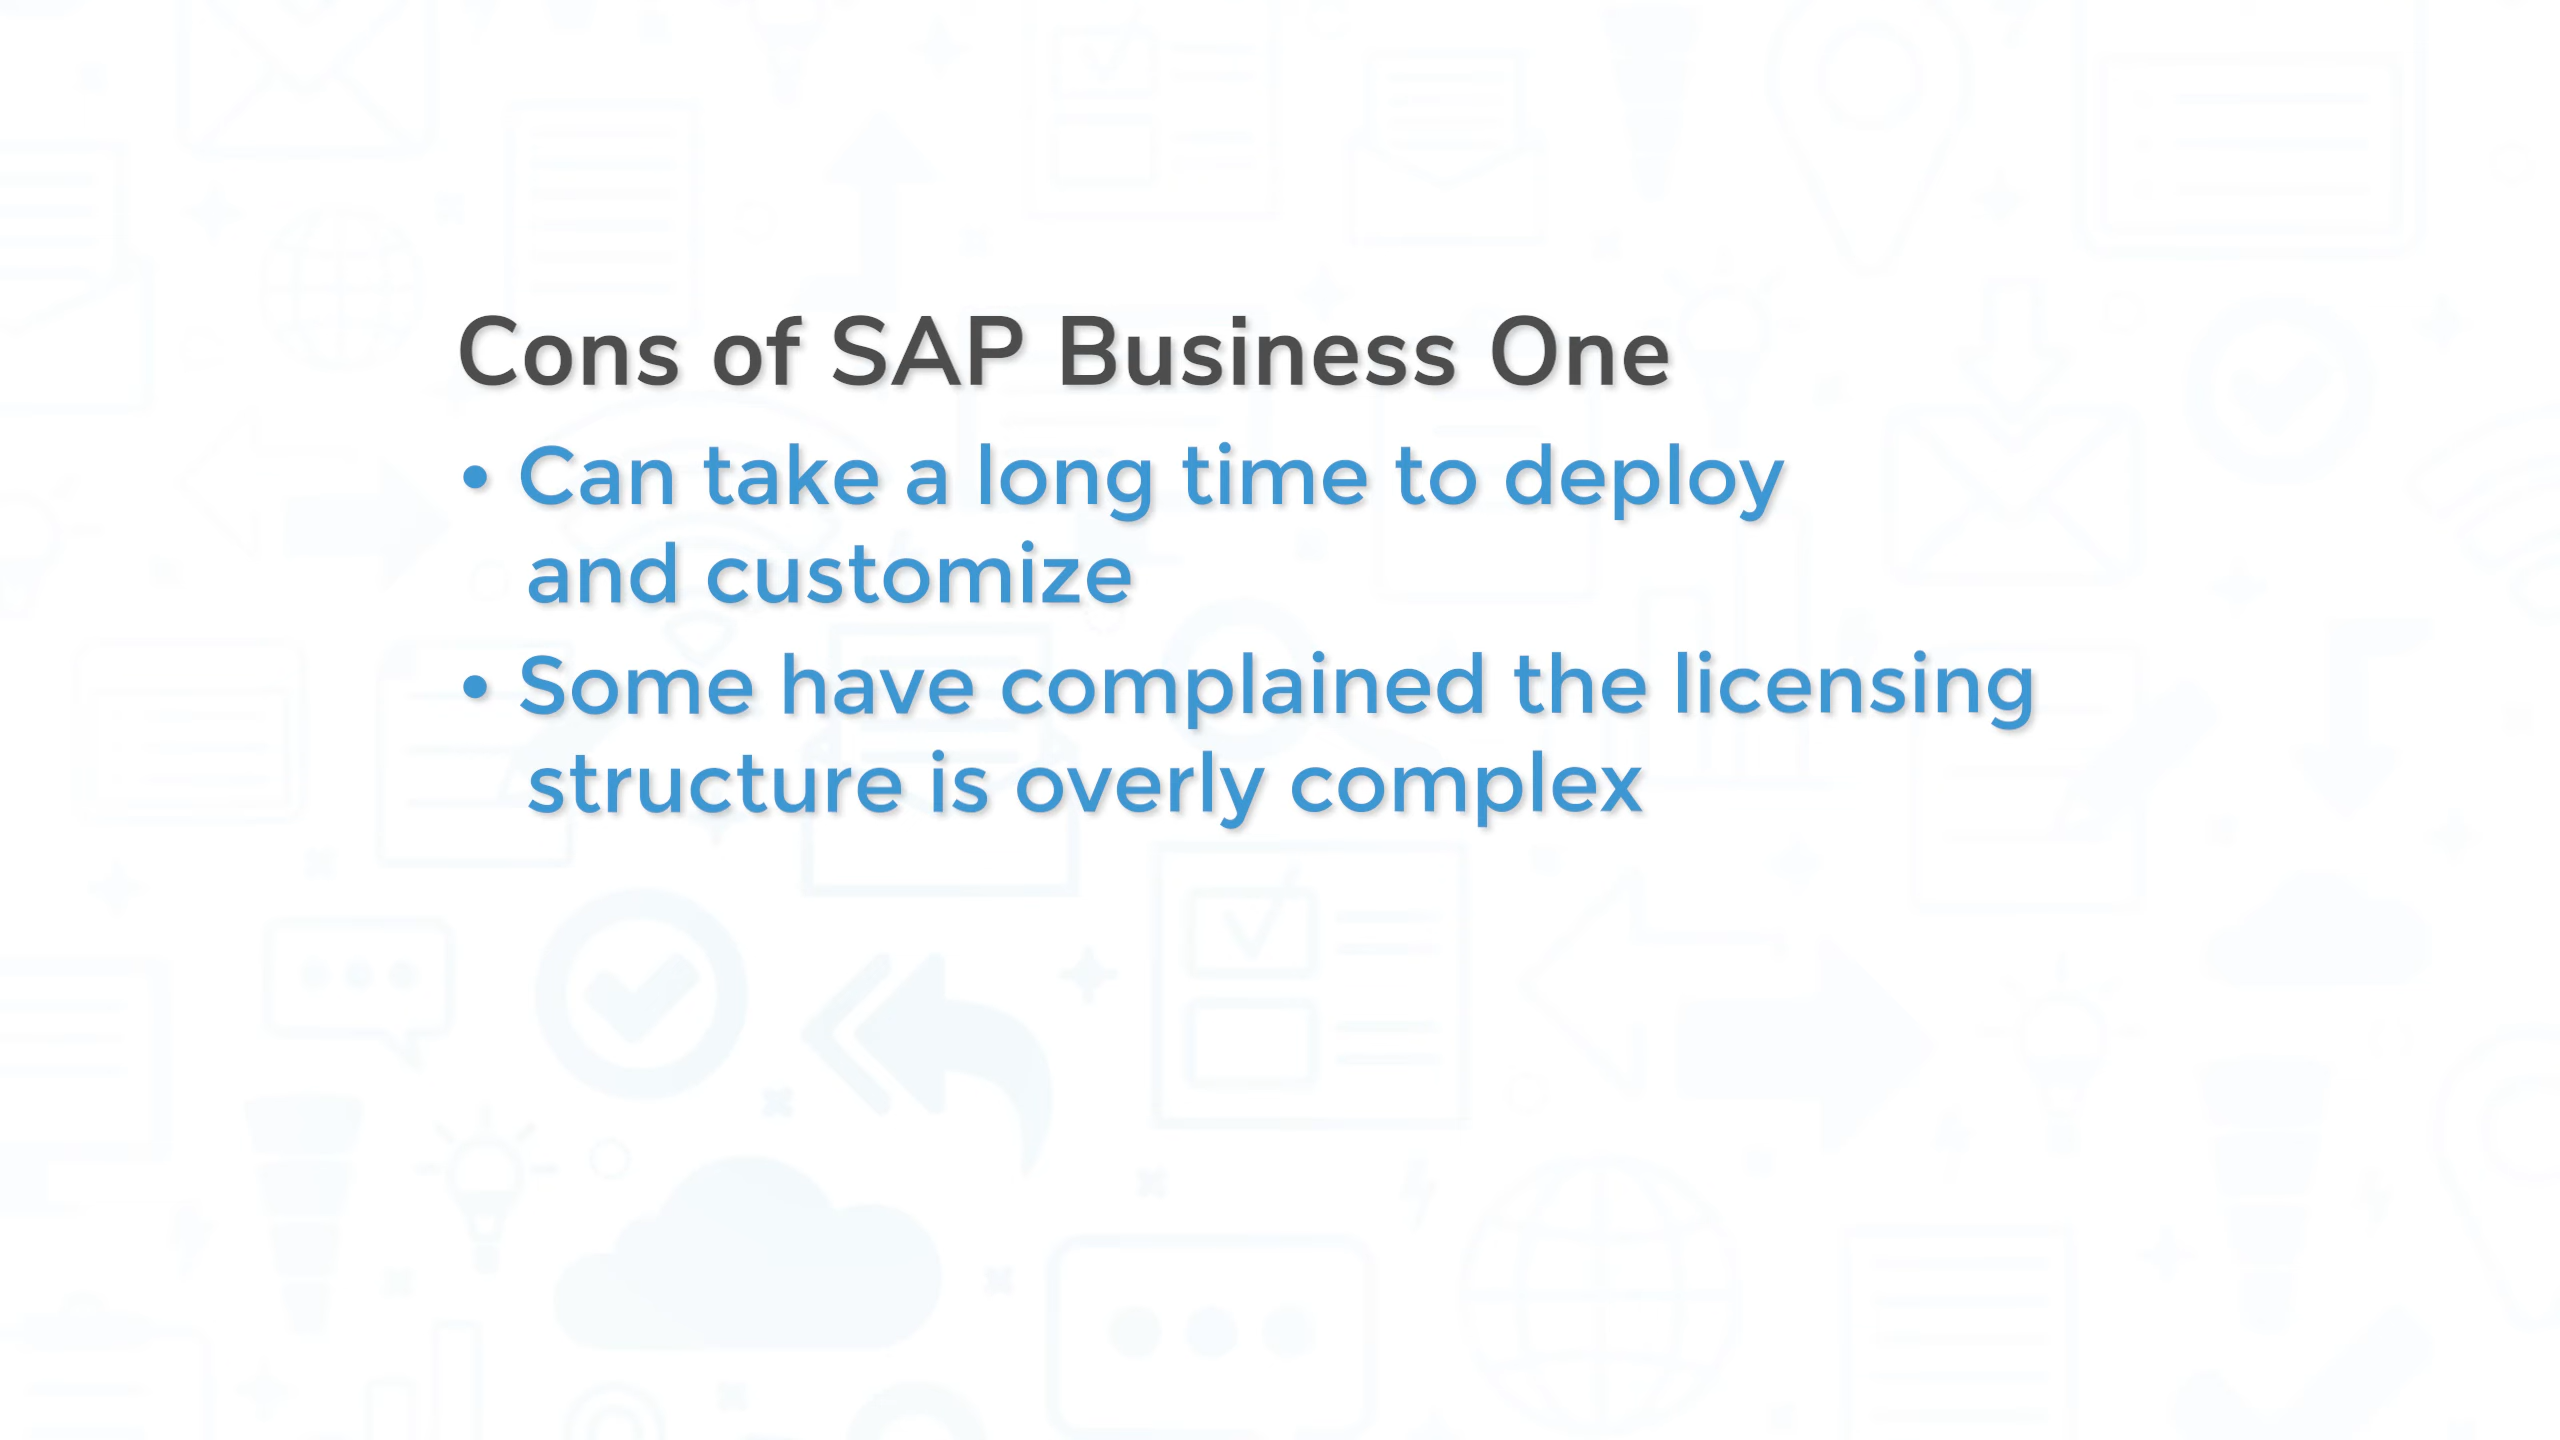 Cons of SAP Business One
• Can take a long time to deploy
and customize
• Some have complained the licensing
structure is overly complex